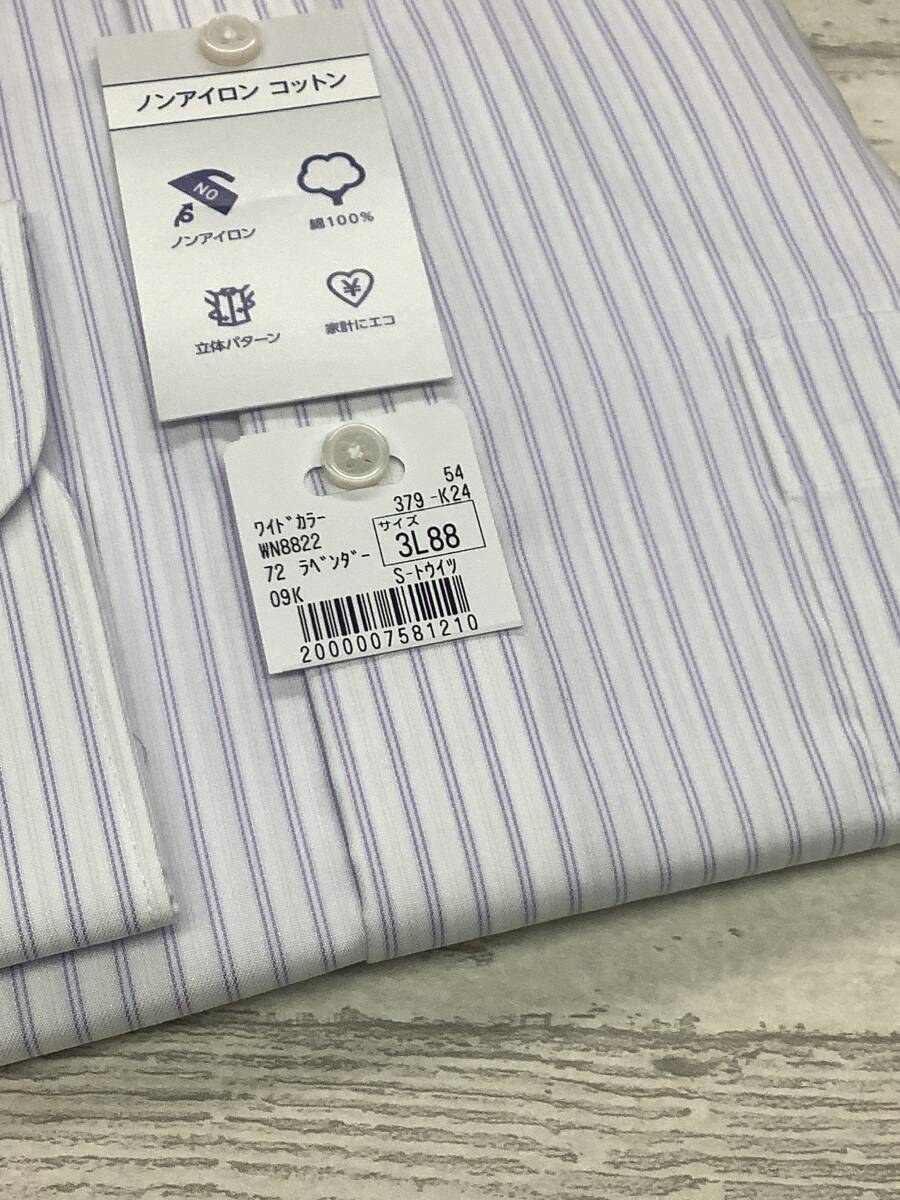 ノンアイロン コットン
NO
ノンアイロン
綿100%
立体パターン
¥
家計にエコ
54
379 -K24
ワイドカラー
WN8822
サイズ
3L88
72 ラベンダー
09K
S-トウイツ
2000007581210